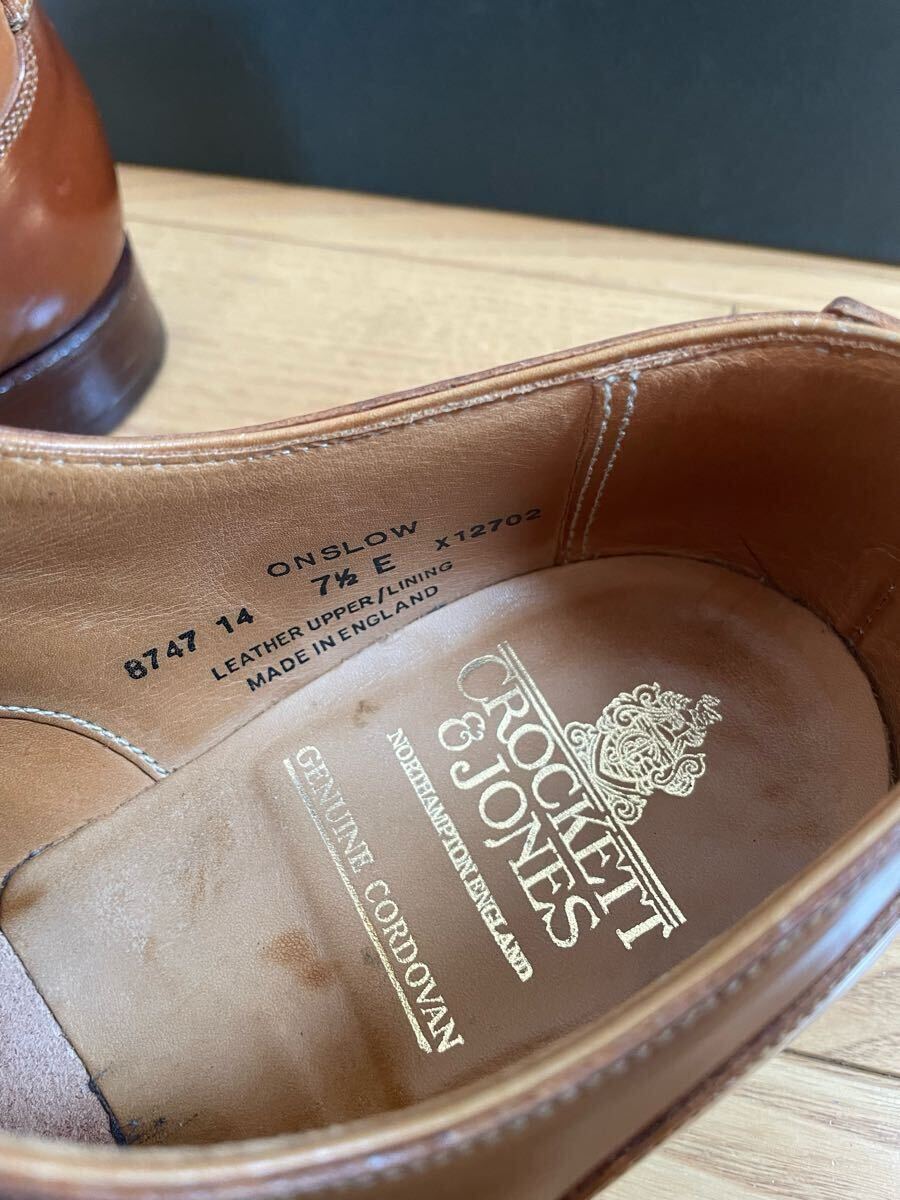 ONSLOW
7½ E X12702
8747 14
LEATHER UPPER/LINING
MADE IN ENGLAND
CROCKETT
& JONES
NORTHAMPTON ENGLAND
GENUINE CORDOVAN